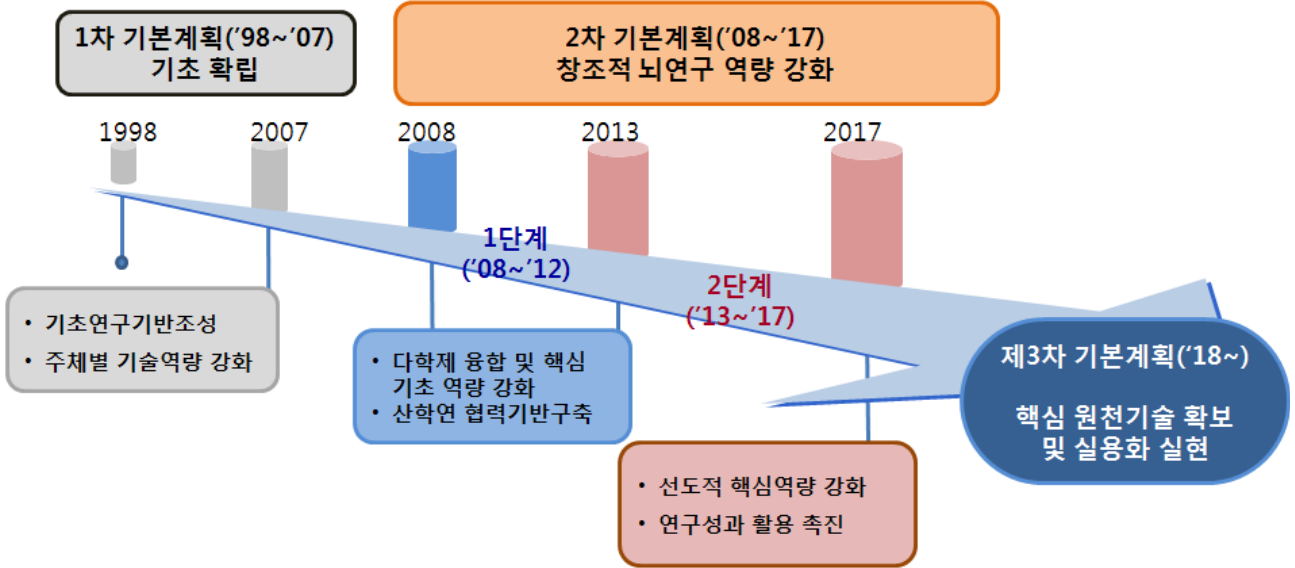 1차 기본계획(’98~’07)
기초 확립
2차 기본계획(’08~’17)
창조적 뇌연구 역량 강화
1998
2007
2008
2013
2017
1단계
(’08~’12)
2단계
(’13~’17)
• 기초연구기반조성
• 주체별 기술역량 강화
• 다학제 융합 및 핵심
기초 역량 강화
• 산학연 협력기반구축
• 선도적 핵심역량 강화
• 연구성과 활용 촉진
제3차 기본계획(’18~)
핵심 원천기술 확보
및 실용화 실현